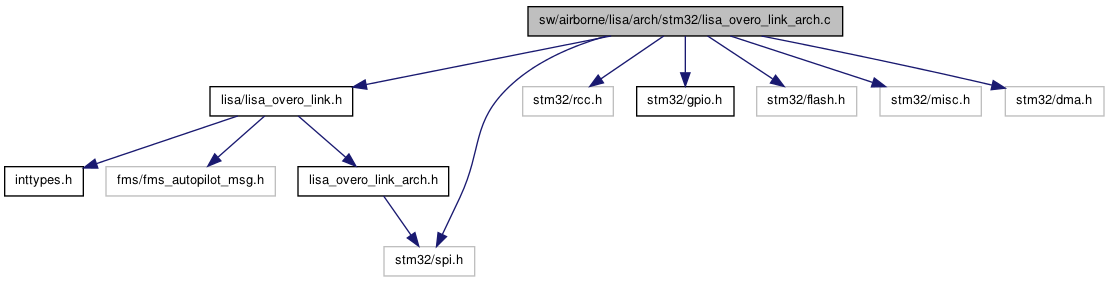 sw/airborne/lisa/arch/stm32/lisa_overo_link_arch.c
lisa/lisa_overo_link.h
stm32/rcc.h
stm32/gpio.h
stm32/flash.h
stm32/misc.h
stm32/dma.h
inttypes.h
fms/fms_autopilot_msg.h
lisa_overo_link_arch.h
stm32/spi.h